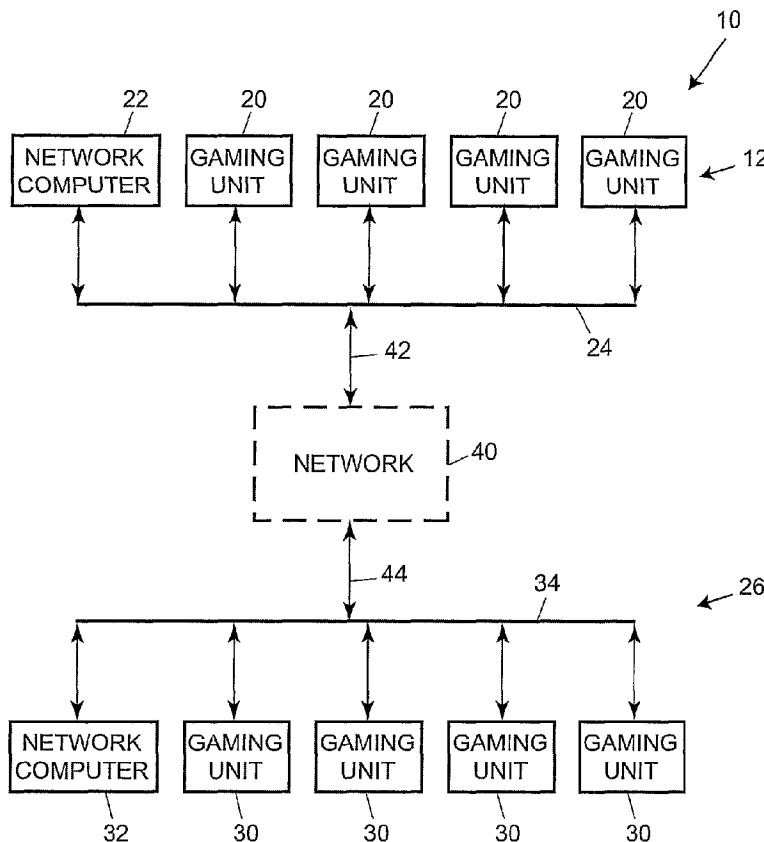 10
22 20 20 20 20
NETWORK COMPUTER
GAMING UNIT
GAMING UNIT
GAMING UNIT
GAMING UNIT
12
24
42
NETWORK
40
44
34
26
NETWORK COMPUTER
GAMING UNIT
GAMING UNIT
GAMING UNIT
GAMING UNIT
32 30 30 30 30